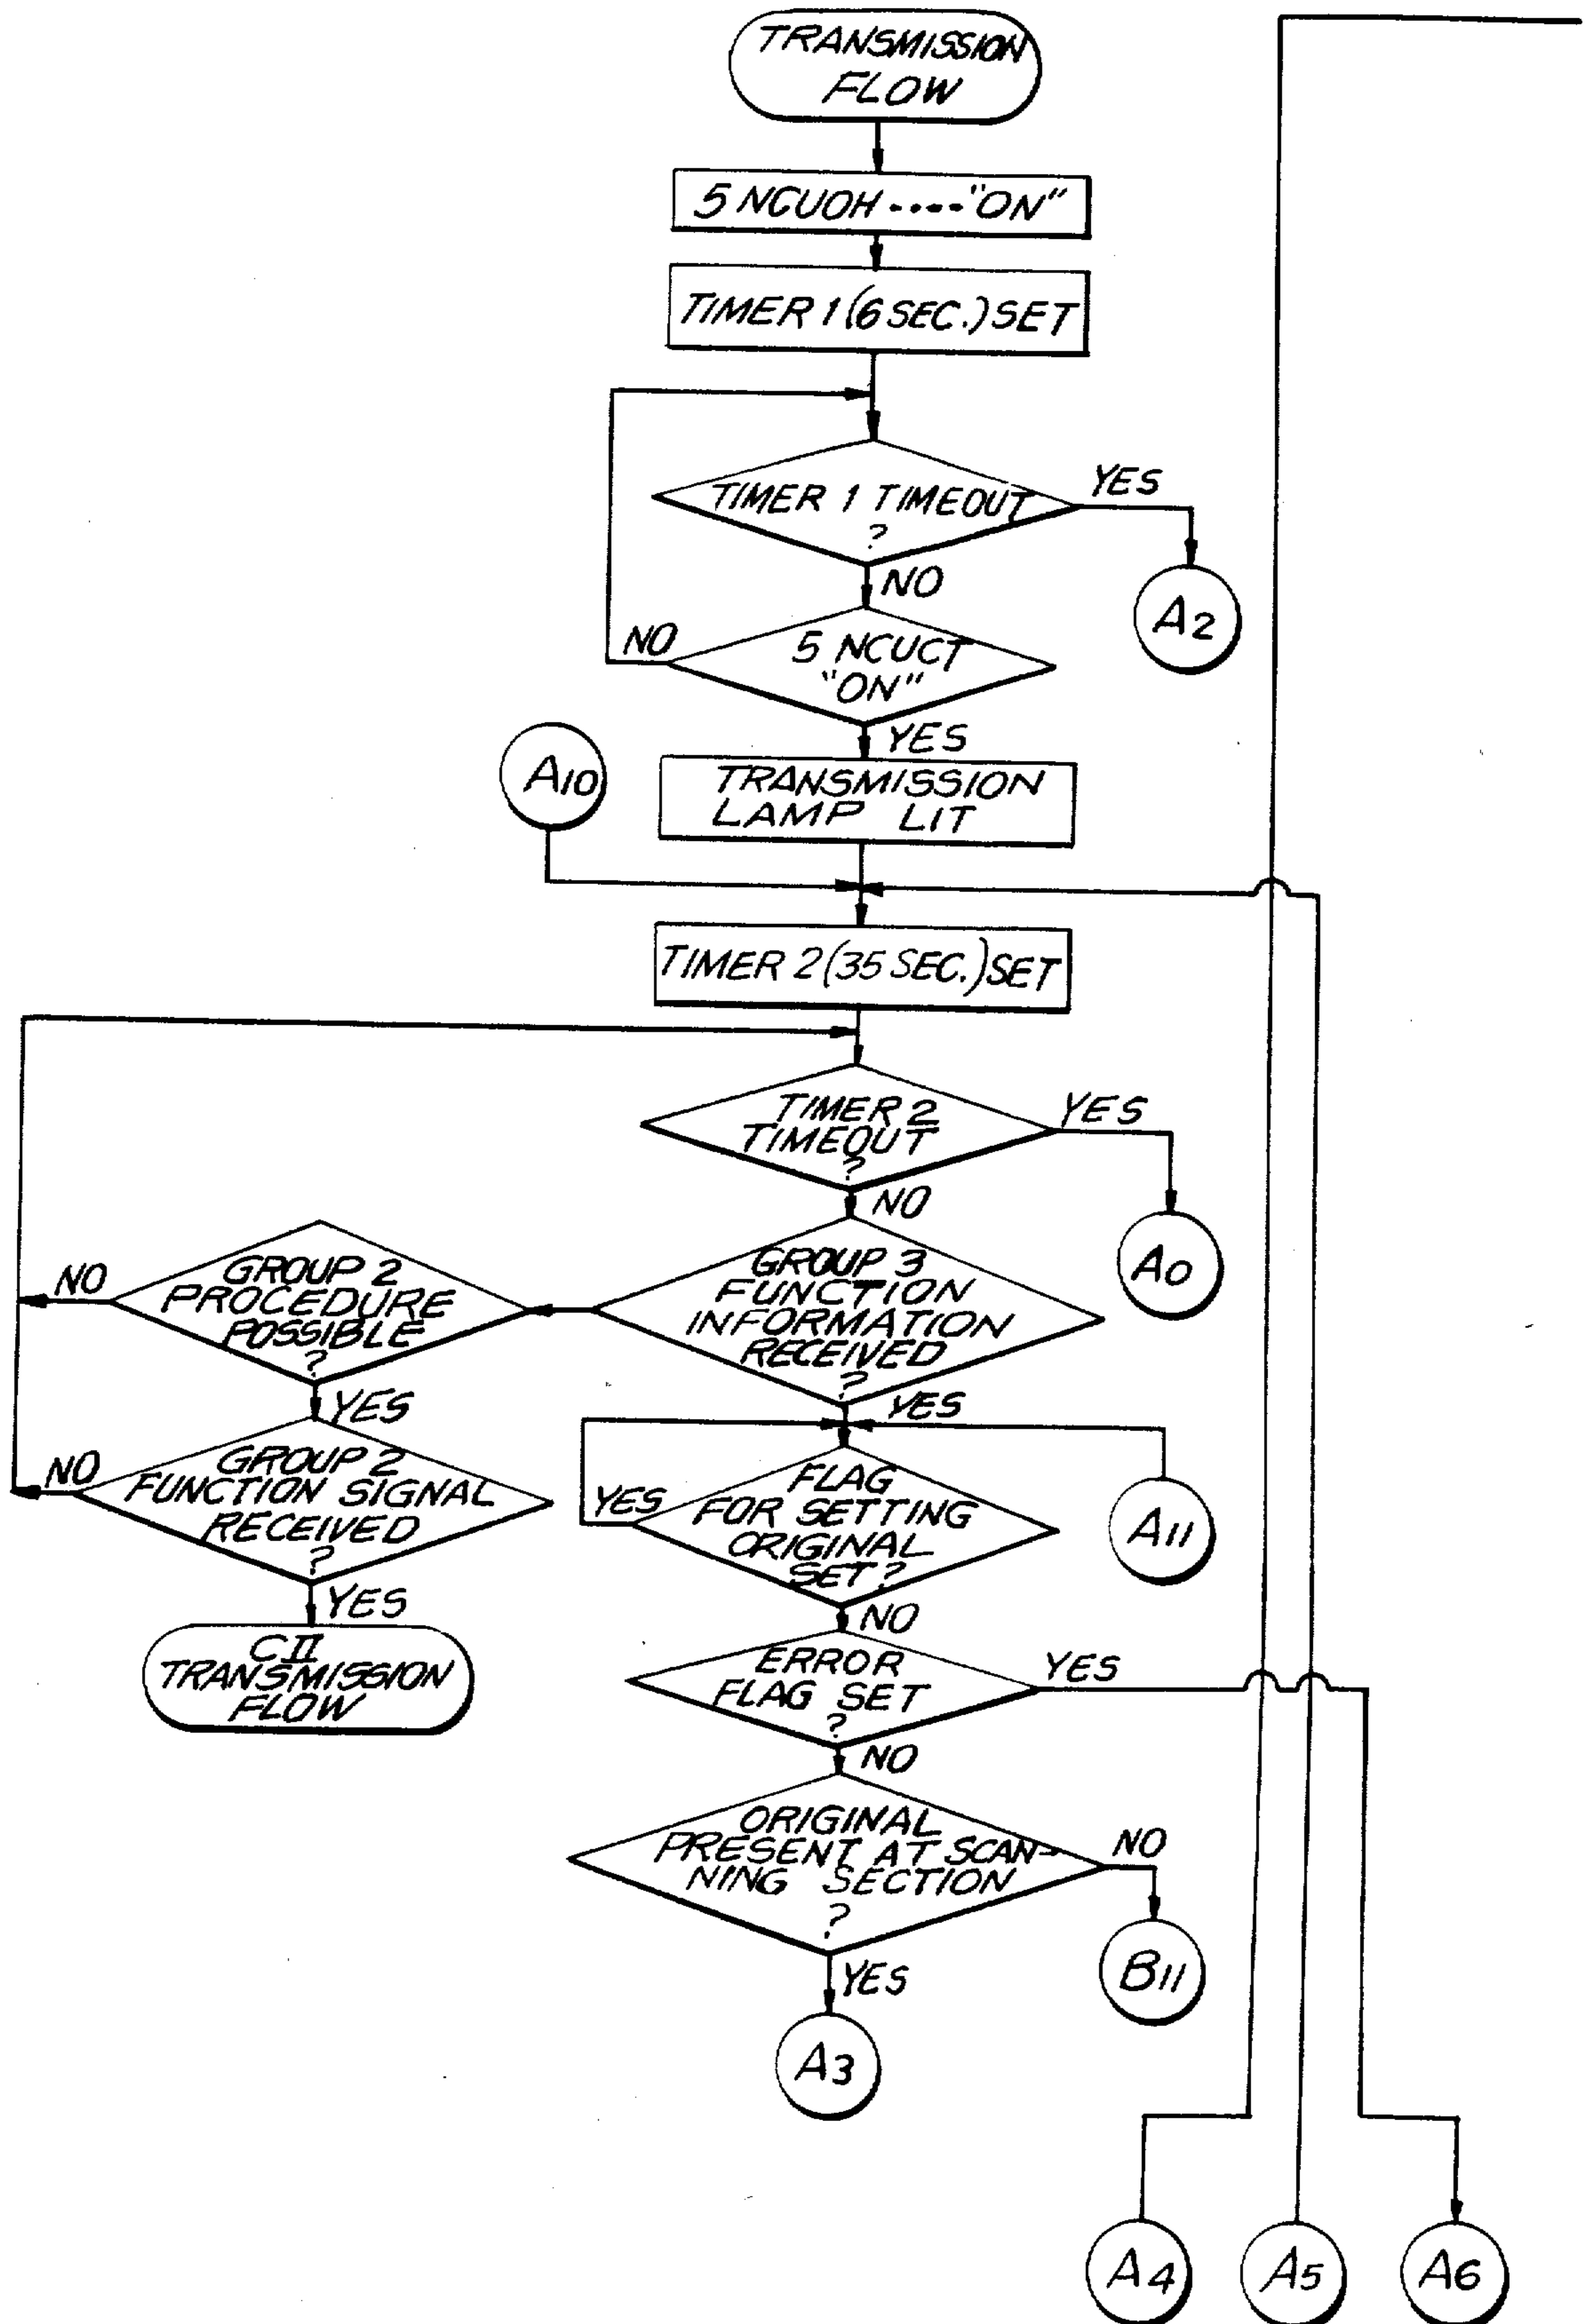 TRANSMISSION
FLOW
5 NCUOH ----"ON"
TIMER 1 (6 SEC.) SET
TIMER 1 TIMEOUT
?
YES
NO
A2
5 NCUCT
"ON"
NO
YES
A10
TRANSMISSION
LAMP LIT
TIMER 2 (35 SEC.) SET
TIMER 2
TIMEOUT
?
YES
NO
A0
GROUP 3
FUNCTION
INFORMATION
RECEIVED
?
YES
GROUP 2
PROCEDURE
POSSIBLE
?
NO
YES
GROUP 2
FUNCTION SIGNAL
RECEIVED
?
NO
YES
CII
TRANSMISSION
FLOW
FLAG
FOR SETTING
ORIGINAL
SET?
YES
NO
A11
ERROR
FLAG SET
?
YES
NO
ORIGINAL
PRESENT AT SCAN-
NING SECTION
?
NO
YES
B11
A3
A4
A5
A6